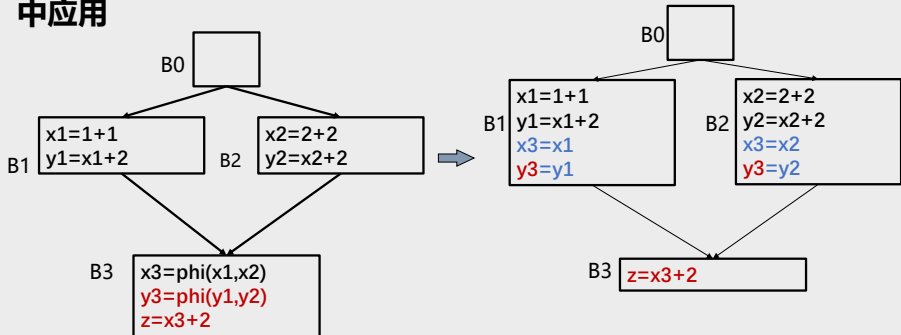 中应用
B0
B1
x1=1+1
y1=x1+2
B2
x2=2+2
y2=x2+2
B3
x3=phi(x1,x2)
y3=phi(y1,y2)
z=x3+2
B0
B1
x1=1+1
y1=x1+2
x3=x1
y3=y1
B2
x2=2+2
y2=x2+2
x3=x2
y3=y2
B3
z=x3+2